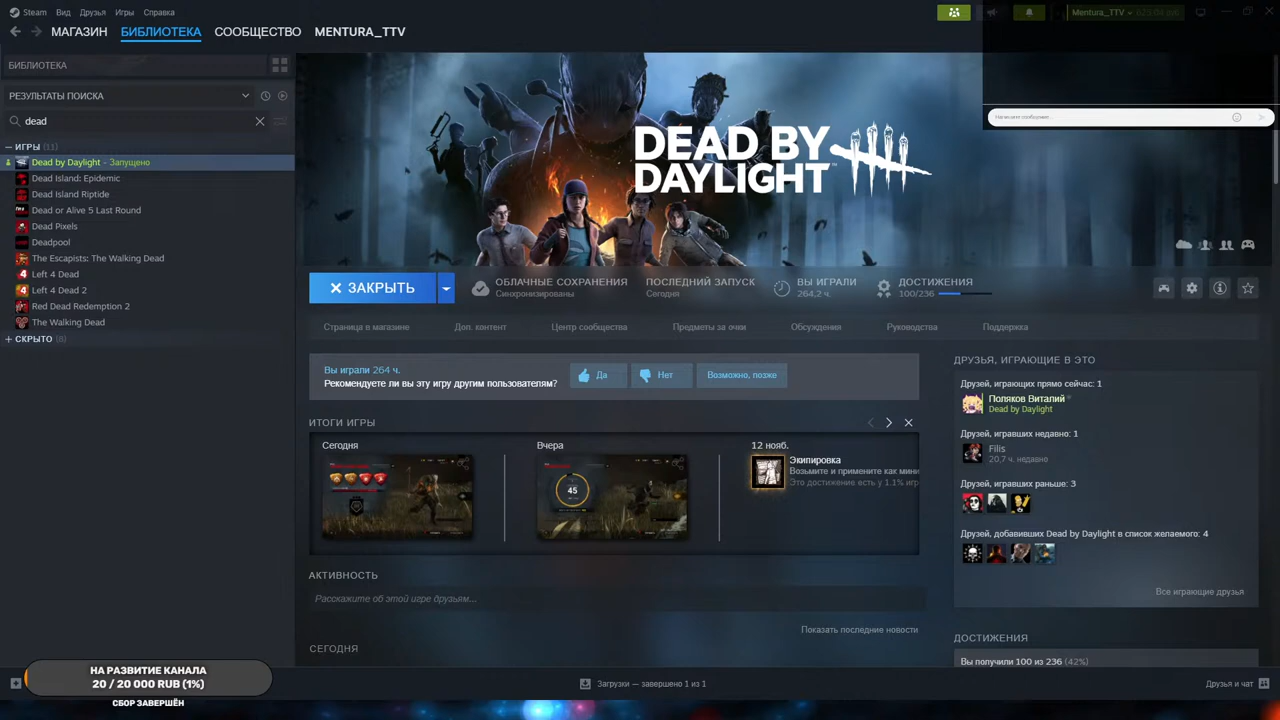 Steam Вид Друзья Игры Справка
Mentura_TTV
МАГАЗИН БИБЛИОТЕКА СООБЩЕСТВО MENTURA_TTV
БИБЛИОТЕКА
РЕЗУЛЬТАТЫ ПОИСКА
dead
ИГРЫ (11)
Dead by Daylight - Запущено
Dead Island: Epidemic
Dead Island Riptide
Dead or Alive 5 Last Round
Dead Pixels
Deadpool
The Escapists: The Walking Dead
Left 4 Dead
Left 4 Dead 2
Red Dead Redemption 2
The Walking Dead
СКРЫТО (8)
DEAD BY
DAYLIGHT
Напишите сообщение...
ЗАКРЫТЬ
ОБЛАЧНЫЕ СОХРАНЕНИЯ
Синхронизированы
ПОСЛЕДНИЙ ЗАПУСК
Сегодня
ВЫ ИГРАЛИ
264,2 ч.
ДОСТИЖЕНИЯ
100/236
Страница в магазине Доп. контент Центр сообщества Предметы за очки Обсуждения Руководства Поддержка
Вы играли 264 ч.
Рекомендуете ли вы эту игру другим пользователям?
Да Нет Возможно, позже
ИТОГИ ИГРЫ
Сегодня
Вчера
45
12 нояб.
Экипировка
Возьмите и примените как мини
Это достижение есть у 1.1% игр
АКТИВНОСТЬ
Расскажите об этой игре друзьям...
Показать последние новости
СЕГОДНЯ
ДРУЗЬЯ, ИГРАЮЩИЕ В ЭТО
Друзей, играющих прямо сейчас: 1
Поляков Виталий
Dead by Daylight
Друзей, игравших недавно: 1
Filis
20,7 ч. недавно
Друзей, игравших раньше: 3
Друзей, добавивших Dead by Daylight в список желаемого: 4
Все играющие друзья
ДОСТИЖЕНИЯ
Вы получили 100 из 236 (42%)
НА РАЗВИТИЕ КАНАЛА
20 / 20 000 RUB (1%)
СБОР ЗАВЕРШЁН
Загрузки — завершено 1 из 1
Друзья и чат